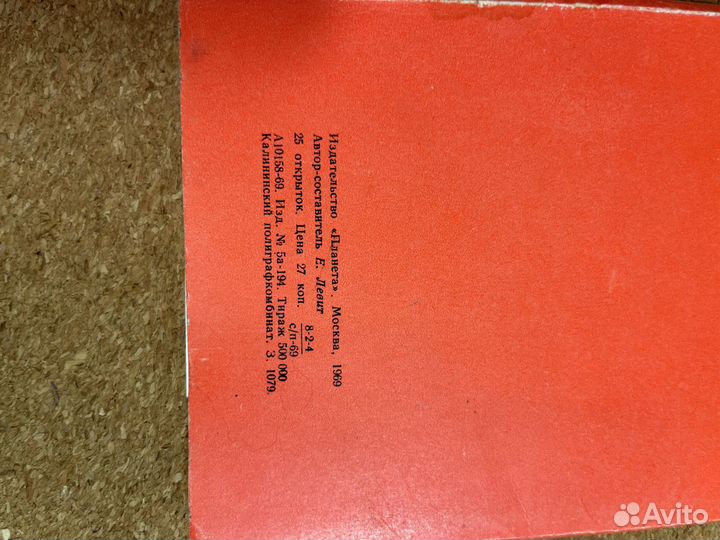 Издательство «Планета». Москва, 1969
Автор-составитель Е. Левит
25 открыток. Цена 27 коп. 8-2-4
с/п-69
А10158-69. Изд. № 5а-194. Тираж 500 000
Калининский полиграфкомбинат. З. 1079.
Avito